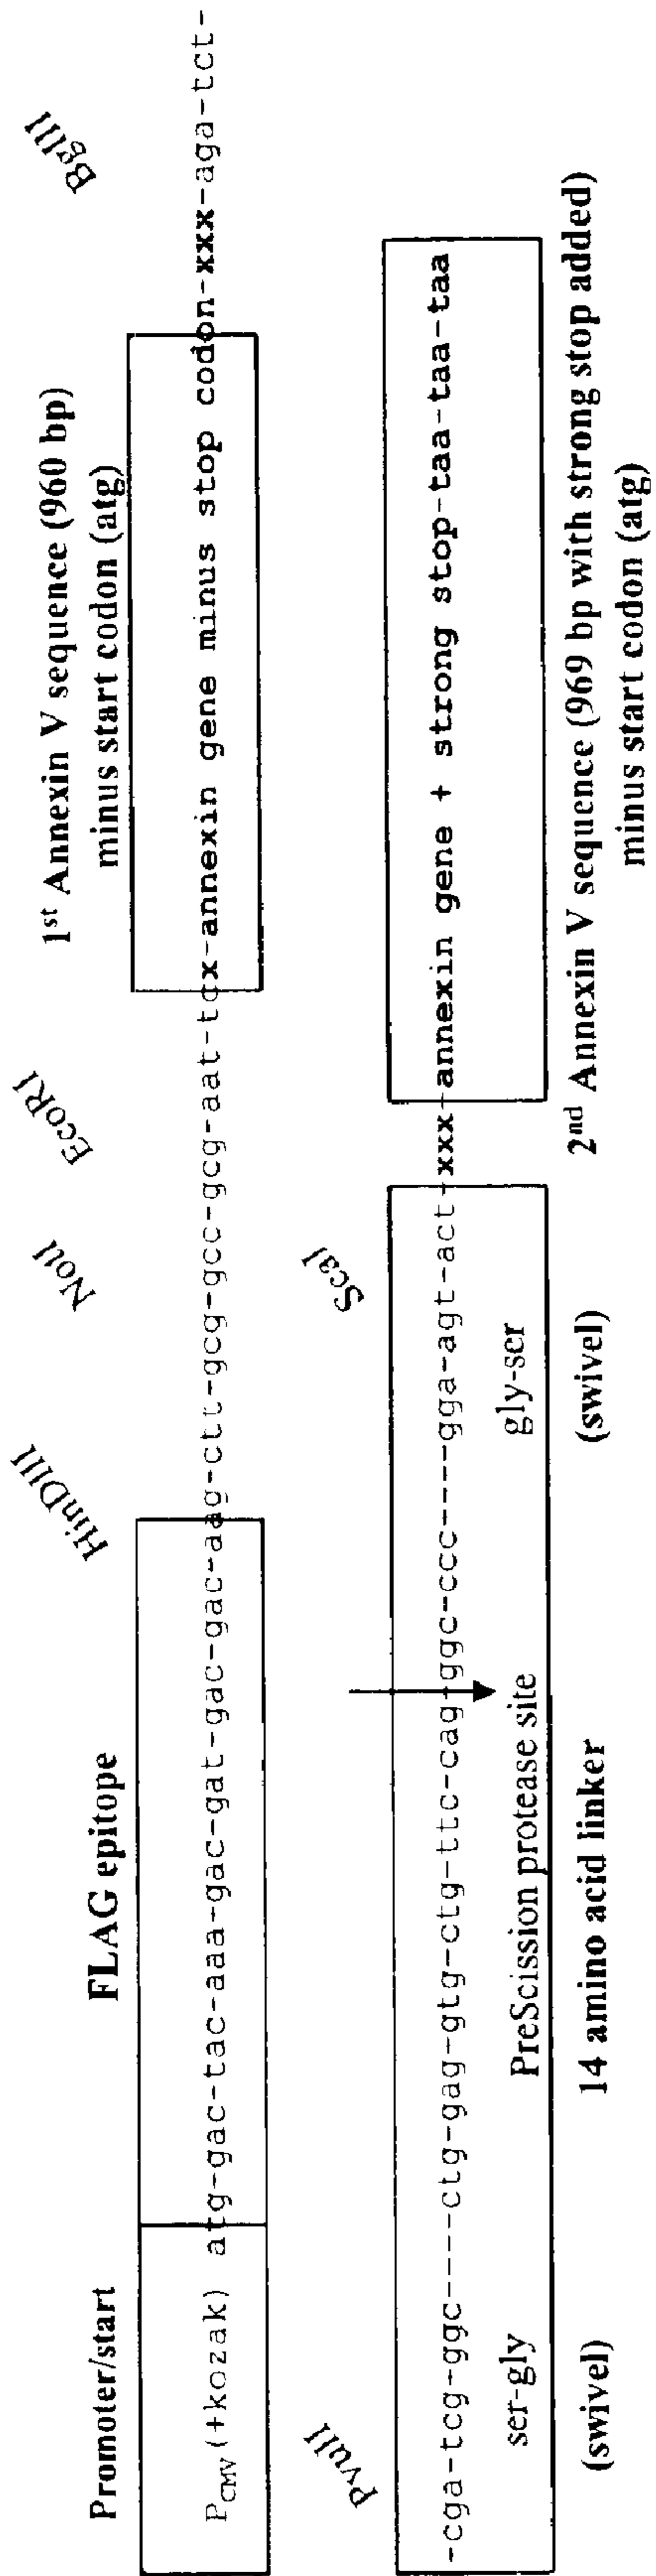 1st Annexin V sequence (960 bp)
minus start codon (atg)
Promoter/start
FLAG epitope
HinDIII
NotI
EcoRI
BglII
PCMV(+kozak) atg-gac-tac-aaa-gac-gat-gac-gac-aag-ctt-gcg-gcc-gcg-aat-tcx-annexin gene minus stop codon-xxx-aga-tct-
PvuII
ScaI
-cga-tcg-ggc----ctg-gag-gtg-ctg-ttc-cag-ggc-ccc----gga-agt-act-xxx-annexin gene + strong stop-taa-taa-taa
ser-gly
PreScission protease site
gly-ser
(swivel)
14 amino acid linker
(swivel)
2nd Annexin V sequence (969 bp with strong stop added)
minus start codon (atg)